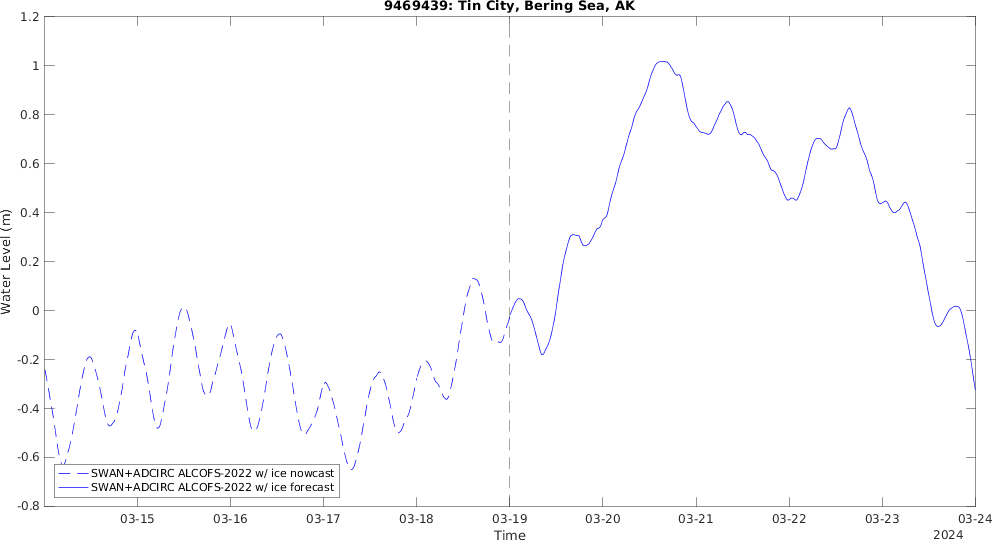 9469439: Tin City, Bering Sea, AK
1.2
1
0.8
0.6
0.4
0.2
0
-0.2
-0.4
-0.6
-0.8
Water Level (m)
SWAN+ADCIRC ALCOFS-2022 w/ ice nowcast
SWAN+ADCIRC ALCOFS-2022 w/ ice forecast
03-15 03-16 03-17 03-18 03-19 03-20 03-21 03-22 03-23 03-24
Time
2024